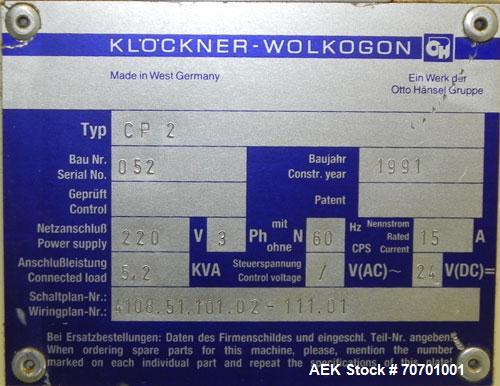 KLÖCKNER-WOLKOGON OH
Made in West Germany
Ein Werk der
Otto Hänsel Gruppe
Typ CP 2
Bau Nr.
Serial No. 052
Baujahr
Constr. year 1991
Geprüft
Control
Patent
Netzanschluß
Power supply 220 V 3 Ph mit ohne N 60 Hz CPS Nennstrom Rated Current 15 A
Anschlußleistung
Connected load 5,2 KVA Steuerspannung Control voltage / V(AC)~ 24 V(DC)=
Schaltplan-Nr.:
Wiringplan-Nr.: 4108.51.101.02-111.01
Bei Ersatzbestellungen: Daten des Firmenschildes und eingeschl. Teil-Nr. angeben
When ordering spare parts for this machine, please, mention the number
marked on each individual part and repeat the specifications of this plate!
AEK Stock # 70701001